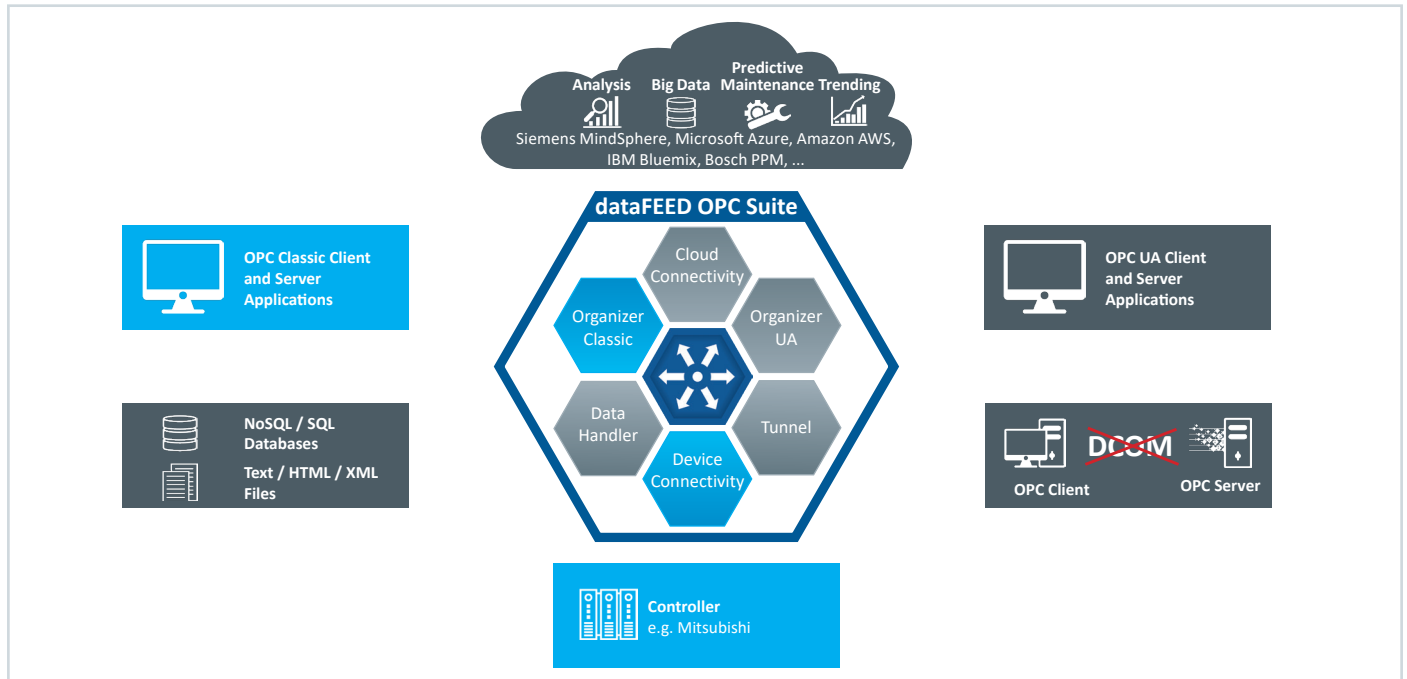 Predictive
Analysis Big Data Maintenance Trending
Siemens MindSphere, Microsoft Azure, Amazon AWS,
IBM Bluemix, Bosch PPM, ...
dataFEED OPC Suite
Cloud
Connectivity
Organizer
Classic
Organizer
UA
Data
Handler
Tunnel
Device
Connectivity
OPC Classic Client
and Server
Applications
OPC UA Client
and Server
Applications
NoSQL / SQL
Databases
Text / HTML / XML
Files
DCOM
OPC Client
OPC Server
Controller
e.g. Mitsubishi